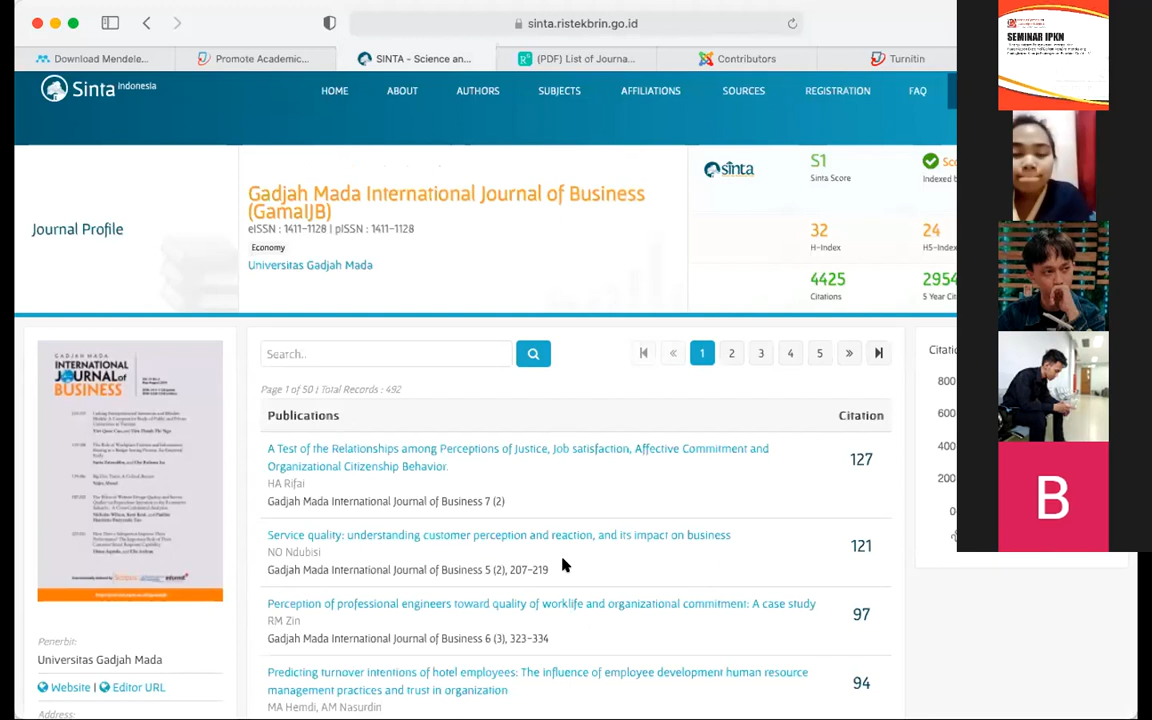 sinta.ristekbrin.go.id
Download Mendele...
Promote Academic...
SINTA - Science an...
(PDF) List of Journa...
Contributors
Turnitin
Sinta Indonesia
HOME
ABOUT
AUTHORS
SUBJECTS
AFFILIATIONS
SOURCES
REGISTRATION
FAQ
SEMINAR IPKN
Journal Profile
Gadjah Mada International Journal of Business
(GamaIJB)
eISSN : 1411-1128 | pISSN : 1411-1128
Economy
Universitas Gadjah Mada
sinta
S1
Sinta Score
Indexed
32
H-Index
24
H5-Index
4425
Citations
2954
5 Year
GADJAH MADA
INTERNATIONAL
JOURNAL of
BUSINESS
Search..
1
2
3
4
5
Page 1 of 50 | Total Records : 492
Publications
Citation
A Test of the Relationships among Perceptions of Justice, Job satisfaction, Affective Commitment and
Organizational Citizenship Behavior.
127
HA Rifai
Gadjah Mada International Journal of Business 7 (2)
Service quality: understanding customer perception and reaction, and its impact on business
121
NO Ndubisi
Gadjah Mada International Journal of Business 5 (2), 207-219
Perception of professional engineers toward quality of worklife and organizational commitment: A case study
97
RM Zin
Gadjah Mada International Journal of Business 6 (3), 323-334
Predicting turnover intentions of hotel employees: The influence of employee development human resource
management practices and trust in organization
94
MA Hemdi, AM Nasurdin
Penerbit:
Universitas Gadjah Mada
Website | Editor URL
Address:
800
600
400
200
0
B